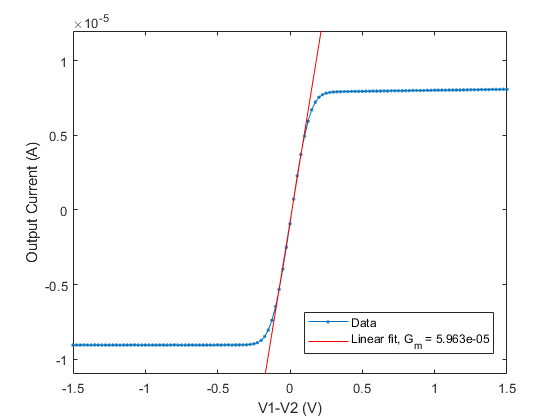 ×10-5
1
0.5
0
-0.5
-1
Output Current (A)
-1.5 -1 -0.5 0 0.5 1 1.5
V1-V2 (V)
Data
Linear fit, Gm = 5.963e-05